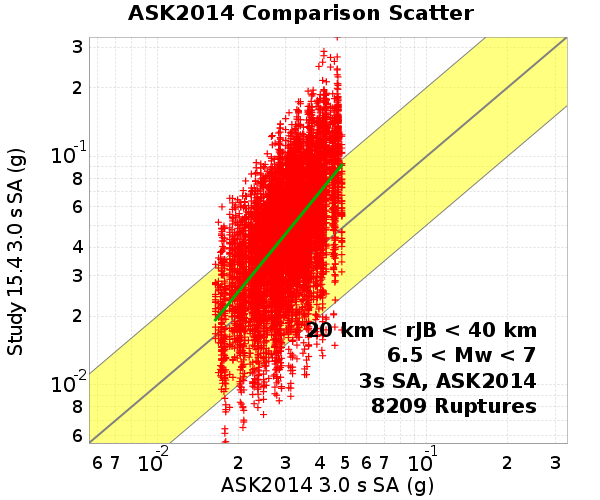 ASK2014 Comparison Scatter
Study 15.4 3.0 s SA (g)
3
2
10^-1
8
6
4
3
2
10^-2
8
6
20 km < rJB < 40 km
6.5 < Mw < 7
3s SA, ASK2014
8209 Ruptures
6 7 10^-2 2 3 4 5 6 7 10^-1 2 3
ASK2014 3.0 s SA (g)